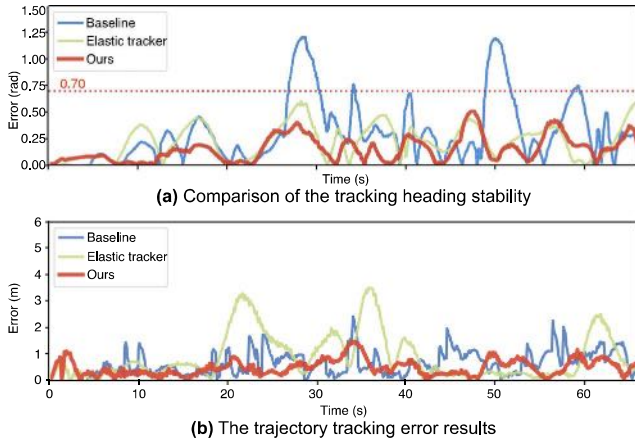 1.50
1.25
1.00
0.75
0.50
0.25
0.00
Error (rad)
Baseline
Elastic tracker
Ours
0.70
Time (s)
(a) Comparison of the tracking heading stability
6
5
4
3
2
1
0
Error (m)
Baseline
Elastic tracker
Ours
0 10 20 30 40 50 60
Time (s)
(b) The trajectory tracking error results